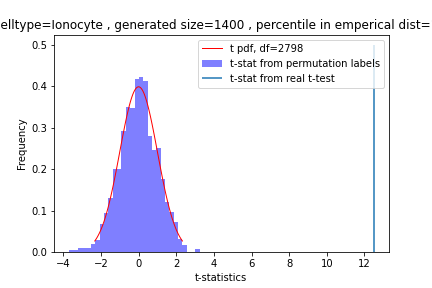 elltype=Ionocyte , generated size=1400 , percentile in emperical dist=
t pdf, df=2798
t-stat from permutation labels
t-stat from real t-test
Frequency
0.5
0.4
0.3
0.2
0.1
0.0
−4 −2 0 2 4 6 8 10 12
t-statistics